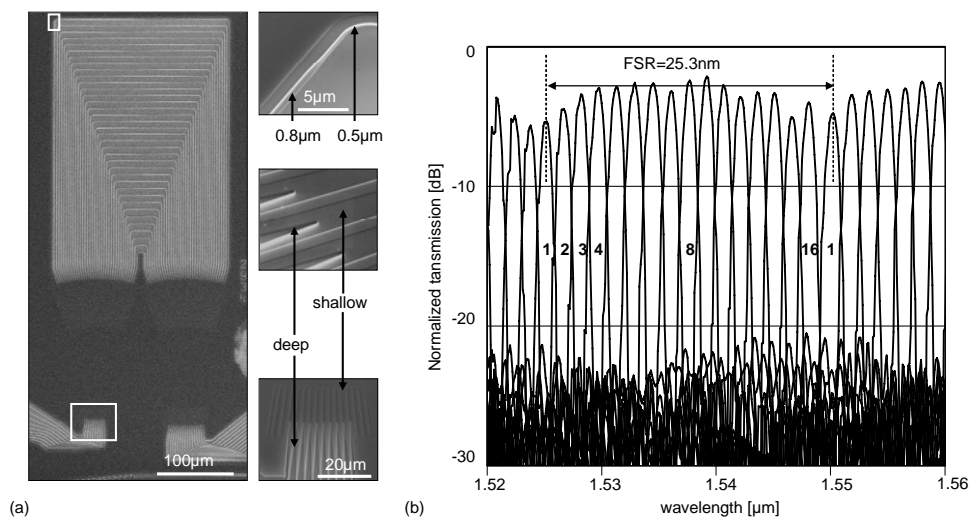 (a)
5µm
0.8µm
0.5µm
shallow
deep
100µm
20µm
(b)
Normalized tansmission [dB]
0
-10
-20
-30
FSR=25.3nm
1 2 3 4 8 16 1
1.52 1.53 1.54 1.55 1.56
wavelength [µm]